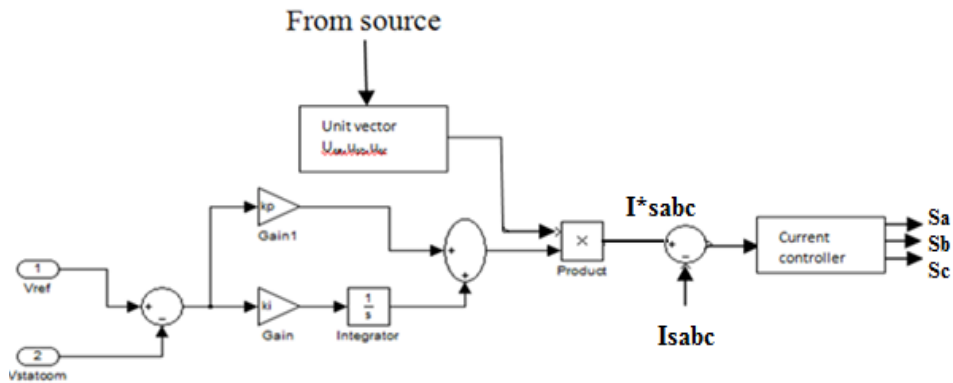 From source
Unit vector
kp
Gain1
I*sabc
×
Product
Current
controller
Sa
Sb
Sc
1
Vref
ki
Gain
1
s
Integrator
Isabc
2
Vstatoom